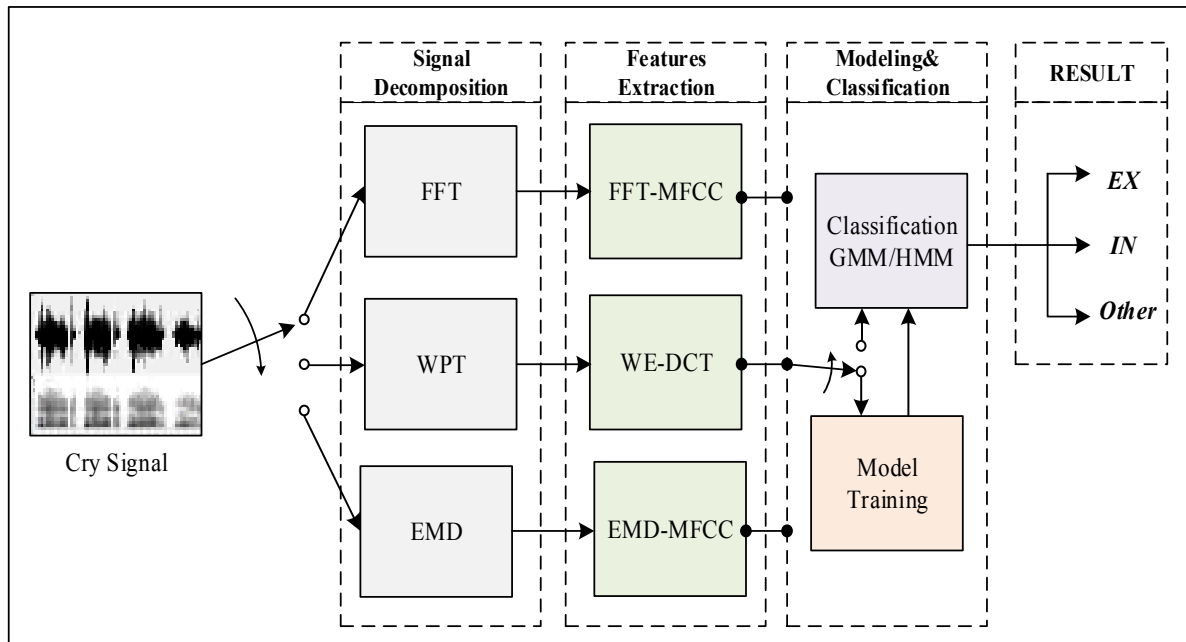 Signal
Decomposition
Features
Extraction
Modeling&
Classification
RESULT
FFT
FFT-MFCC
Classification
GMM/HMM
EX
IN
Other
WPT
WE-DCT
Cry Signal
EMD
EMD-MFCC
Model
Training